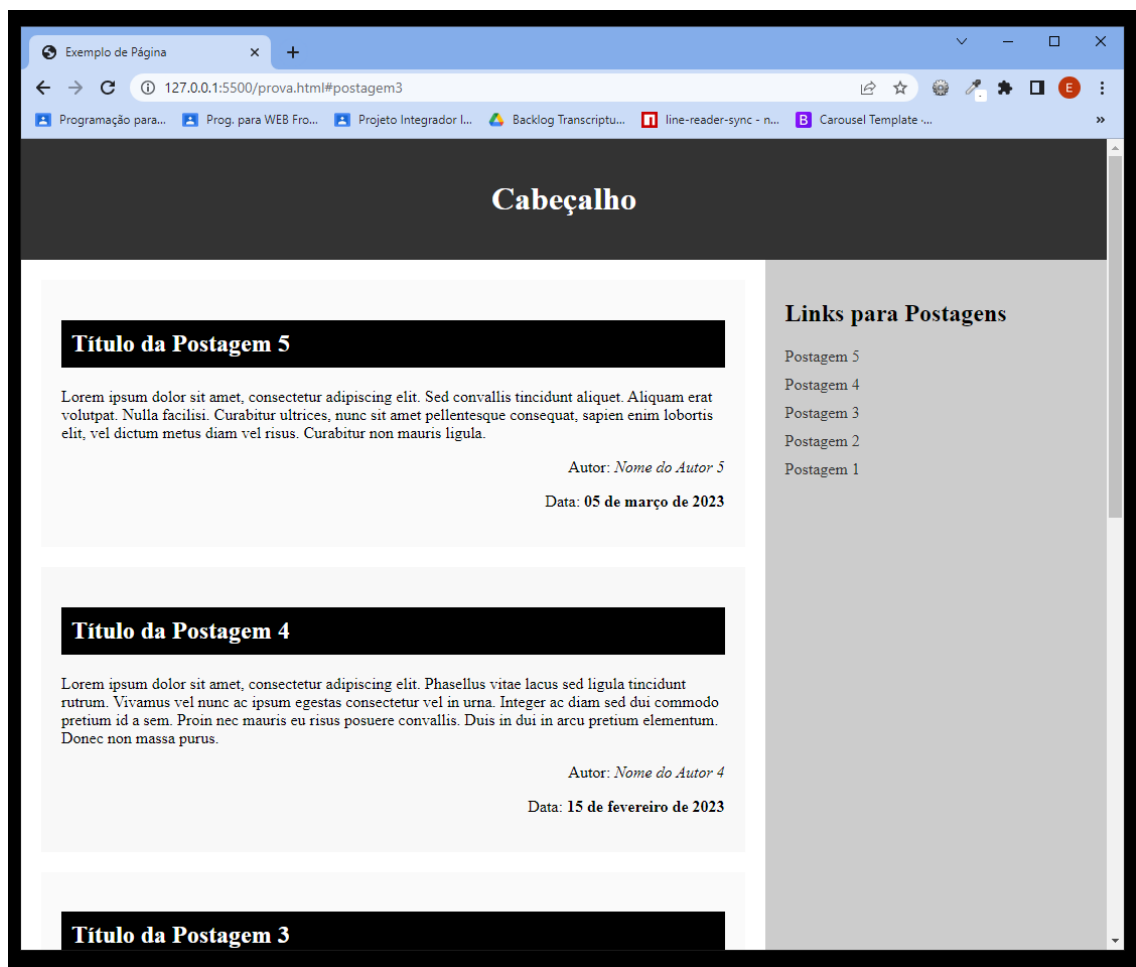 Exemplo de Página
127.0.0.1:5500/prova.html#postagem3
E
Programação para...
Prog. para WEB Fro...
Projeto Integrador I...
Backlog Transcriptu...
line-reader-sync - n...
B
Carousel Template -...
Cabeçalho
Título da Postagem 5
Lorem ipsum dolor sit amet, consectetur adipiscing elit. Sed convallis tincidunt aliquet. Aliquam erat
volutpat. Nulla facilisi. Curabitur ultrices, nunc sit amet pellentesque consequat, sapien enim lobortis
elit, vel dictum metus diam vel risus. Curabitur non mauris ligula.
Autor: Nome do Autor 5
Data: 05 de março de 2023
Título da Postagem 4
Lorem ipsum dolor sit amet, consectetur adipiscing elit. Phasellus vitae lacus sed ligula tincidunt
rutrum. Vivamus vel nunc ac ipsum egestas consectetur vel in urna. Integer ac diam sed dui commodo
pretium id a sem. Proin nec mauris eu risus posuere convallis. Duis in dui in arcu pretium elementum.
Donec non massa purus.
Autor: Nome do Autor 4
Data: 15 de fevereiro de 2023
Título da Postagem 3
Links para Postagens
Postagem 5
Postagem 4
Postagem 3
Postagem 2
Postagem 1